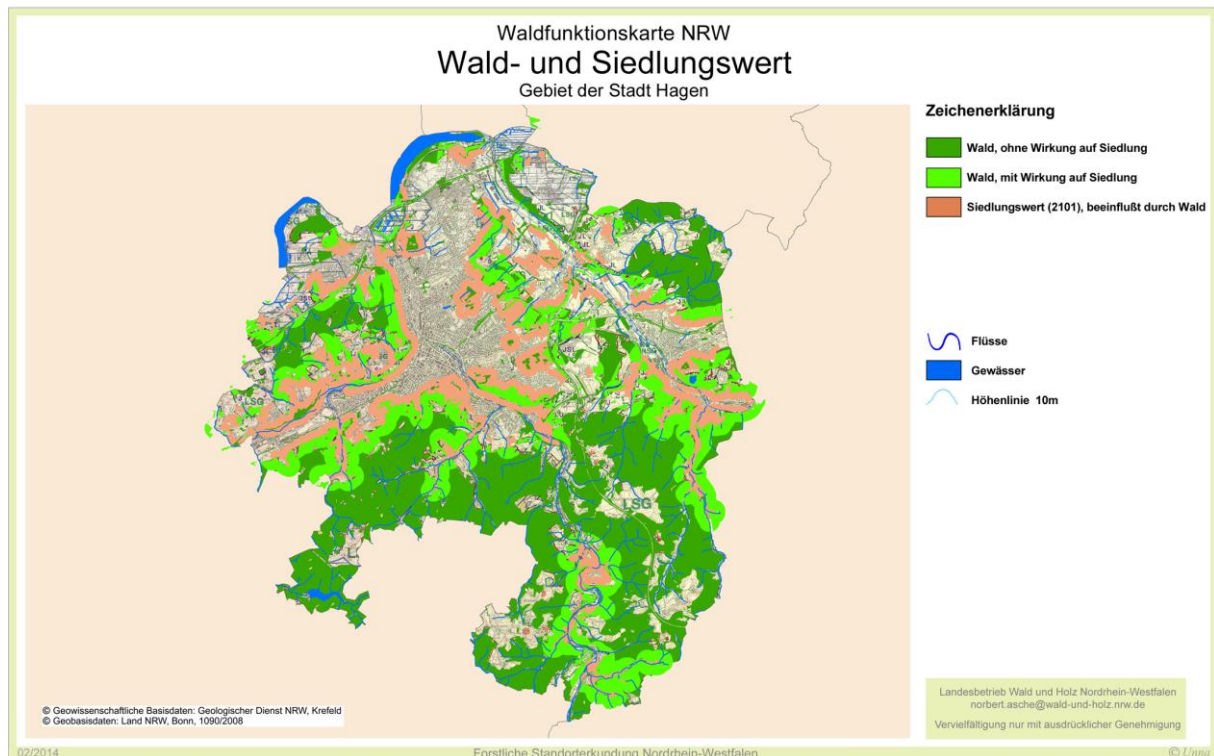 Waldfunktionskarte NRW
Wald- und Siedlungswert
Gebiet der Stadt Hagen
Zeichenerklärung
Wald, ohne Wirkung auf Siedlung
Wald, mit Wirkung auf Siedlung
Siedlungswert (2101), beeinflußt durch Wald
Flüsse
Gewässer
Höhenlinie 10m
LSG
LSG
© Geowissenschaftliche Basisdaten: Geologischer Dienst NRW, Krefeld
© Geobasisdaten: Land NRW, Bonn, 1090/2008
Landesbetrieb Wald und Holz Nordrhein-Westfalen
norbert.asche@wald-und-holz.nrw.de
Vervielfältigung nur mit ausdrücklicher Genehmigung
02/2014
Forstliche Standorterkundung Nordrhein-Westfalen
© Unna